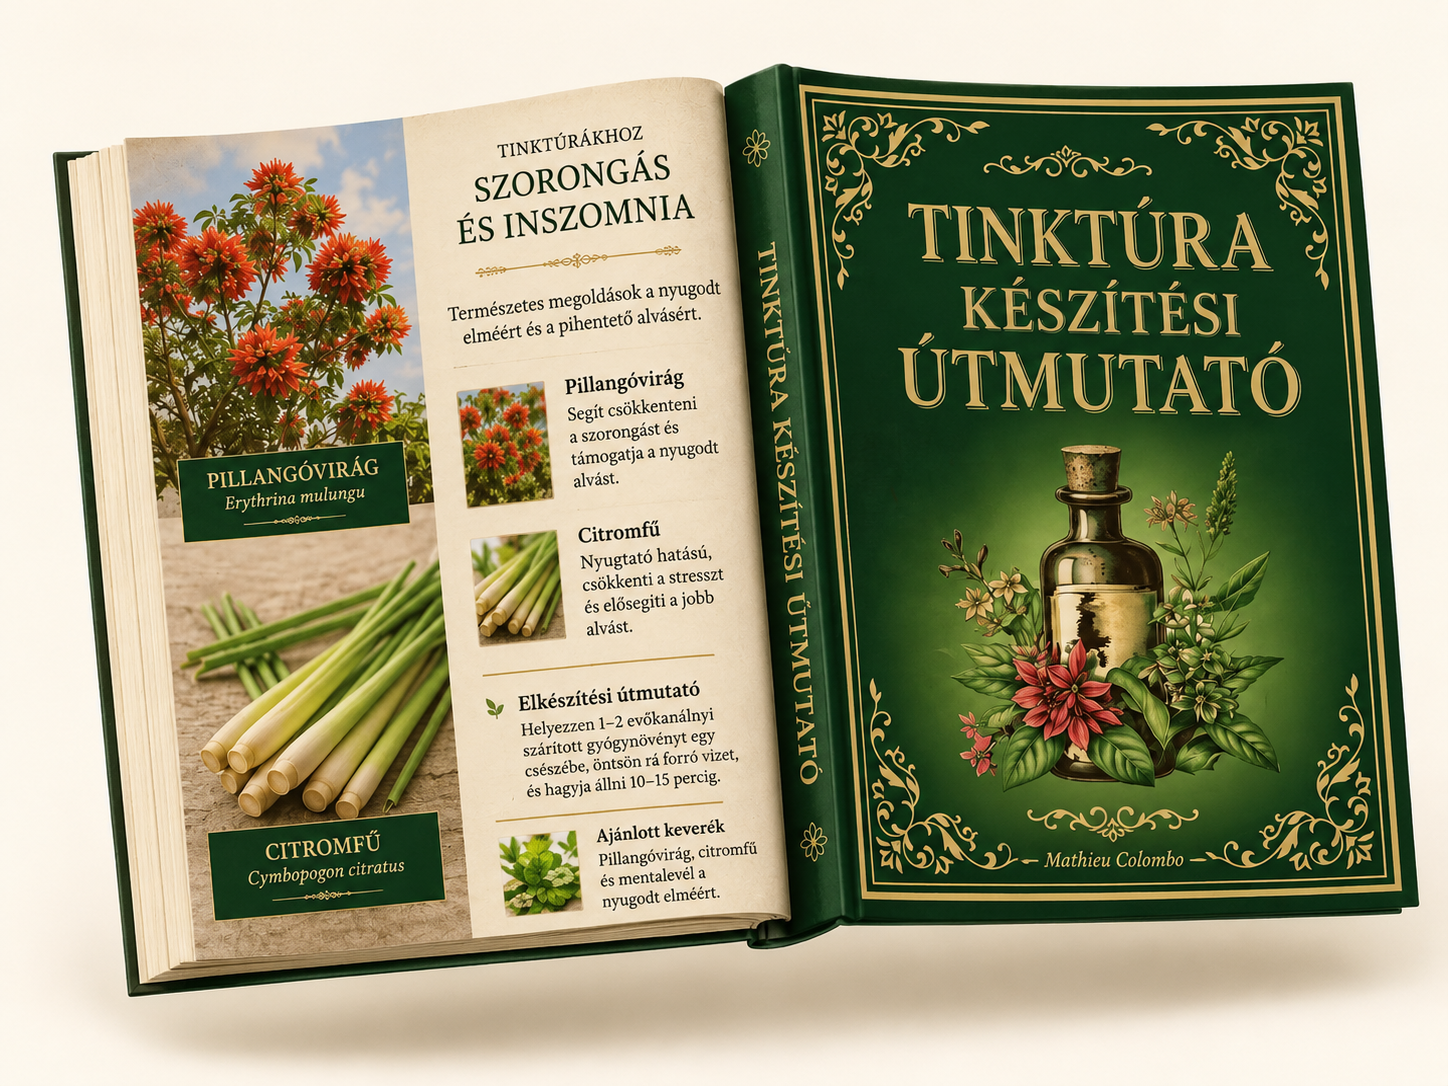 TINKTÚRÁKHOZ
SZORONGÁS
ÉS INSZOMNIA
Természetes megoldások a nyugodt
elméért és a pihentető alvásért.
Pillangóvirág
Segít csökkenteni
a szorongást és
támogatja a nyugodt
alvást.
Citromfű
Nyugtató hatású,
csökkenti a stresszt
és elősegiti a jobb
alvást.
Elkészítési útmutató
Helyezzen 1–2 evőkanálnyi
szárított gyógynövényt egy
csészébe, öntsön rá forró vizet,
és hagyja állni 10–15 percig.
Ajánlott keverék
Pillangóvirág, citromfű
és mentalevél a
nyugodt elméért.
PILLANGÓVIRÁG
Erythrina mulungu
CITROMFŰ
Cymbopogon citratus
TINKTÚRA KÉSZÍTÉSI ÚTMUTATÓ
TINKTÚRA
KÉSZÍTÉSI
ÚTMUTATÓ
Mathieu Colombo